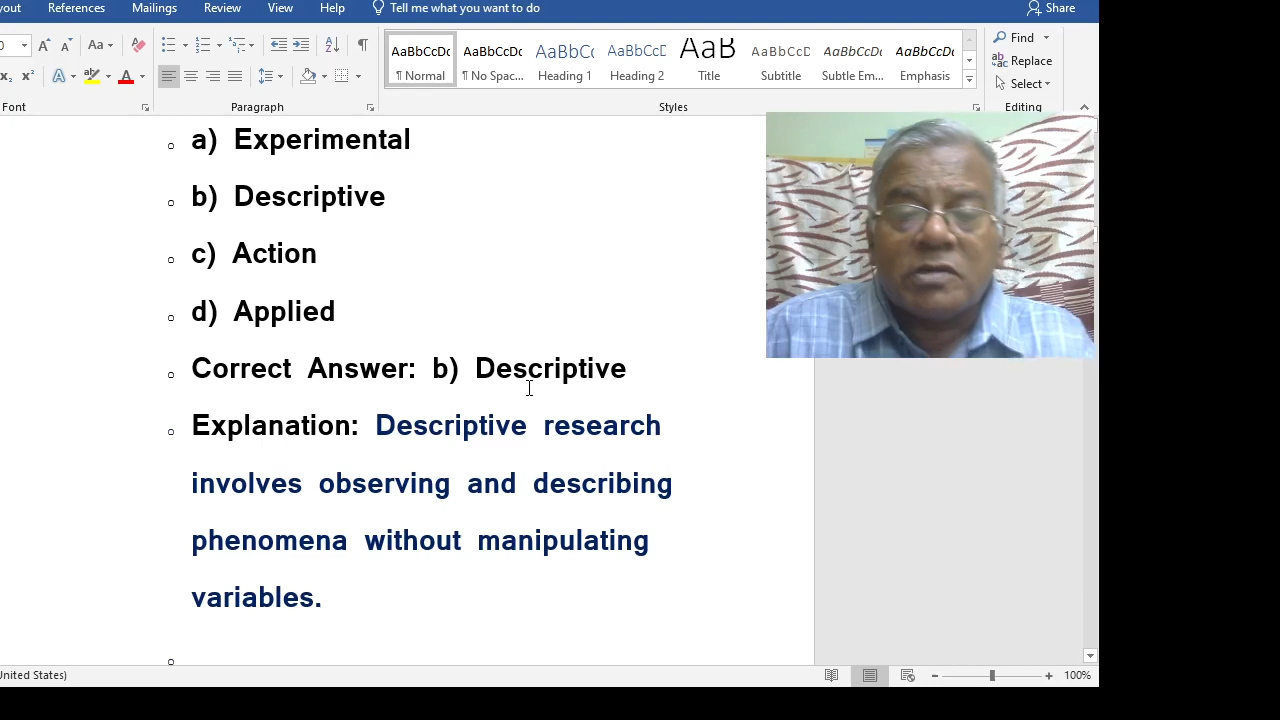 yout References Mailings Review View Help Tell me what you want to do Share
Aa Find
Replace
Select
AaBbCcDc AaBbCcDc AaBbCc AaBbCcD AaB AaBbCcD AaBbCcDc AaBbCcDc
¶ Normal ¶ No Spac... Heading 1 Heading 2 Title Subtitle Subtle Em... Emphasis
Font Paragraph Styles Editing
a) Experimental
b) Descriptive
c) Action
d) Applied
Correct Answer: b) Descriptive
Explanation: Descriptive research
involves observing and describing
phenomena without manipulating
variables.
United States) 100%